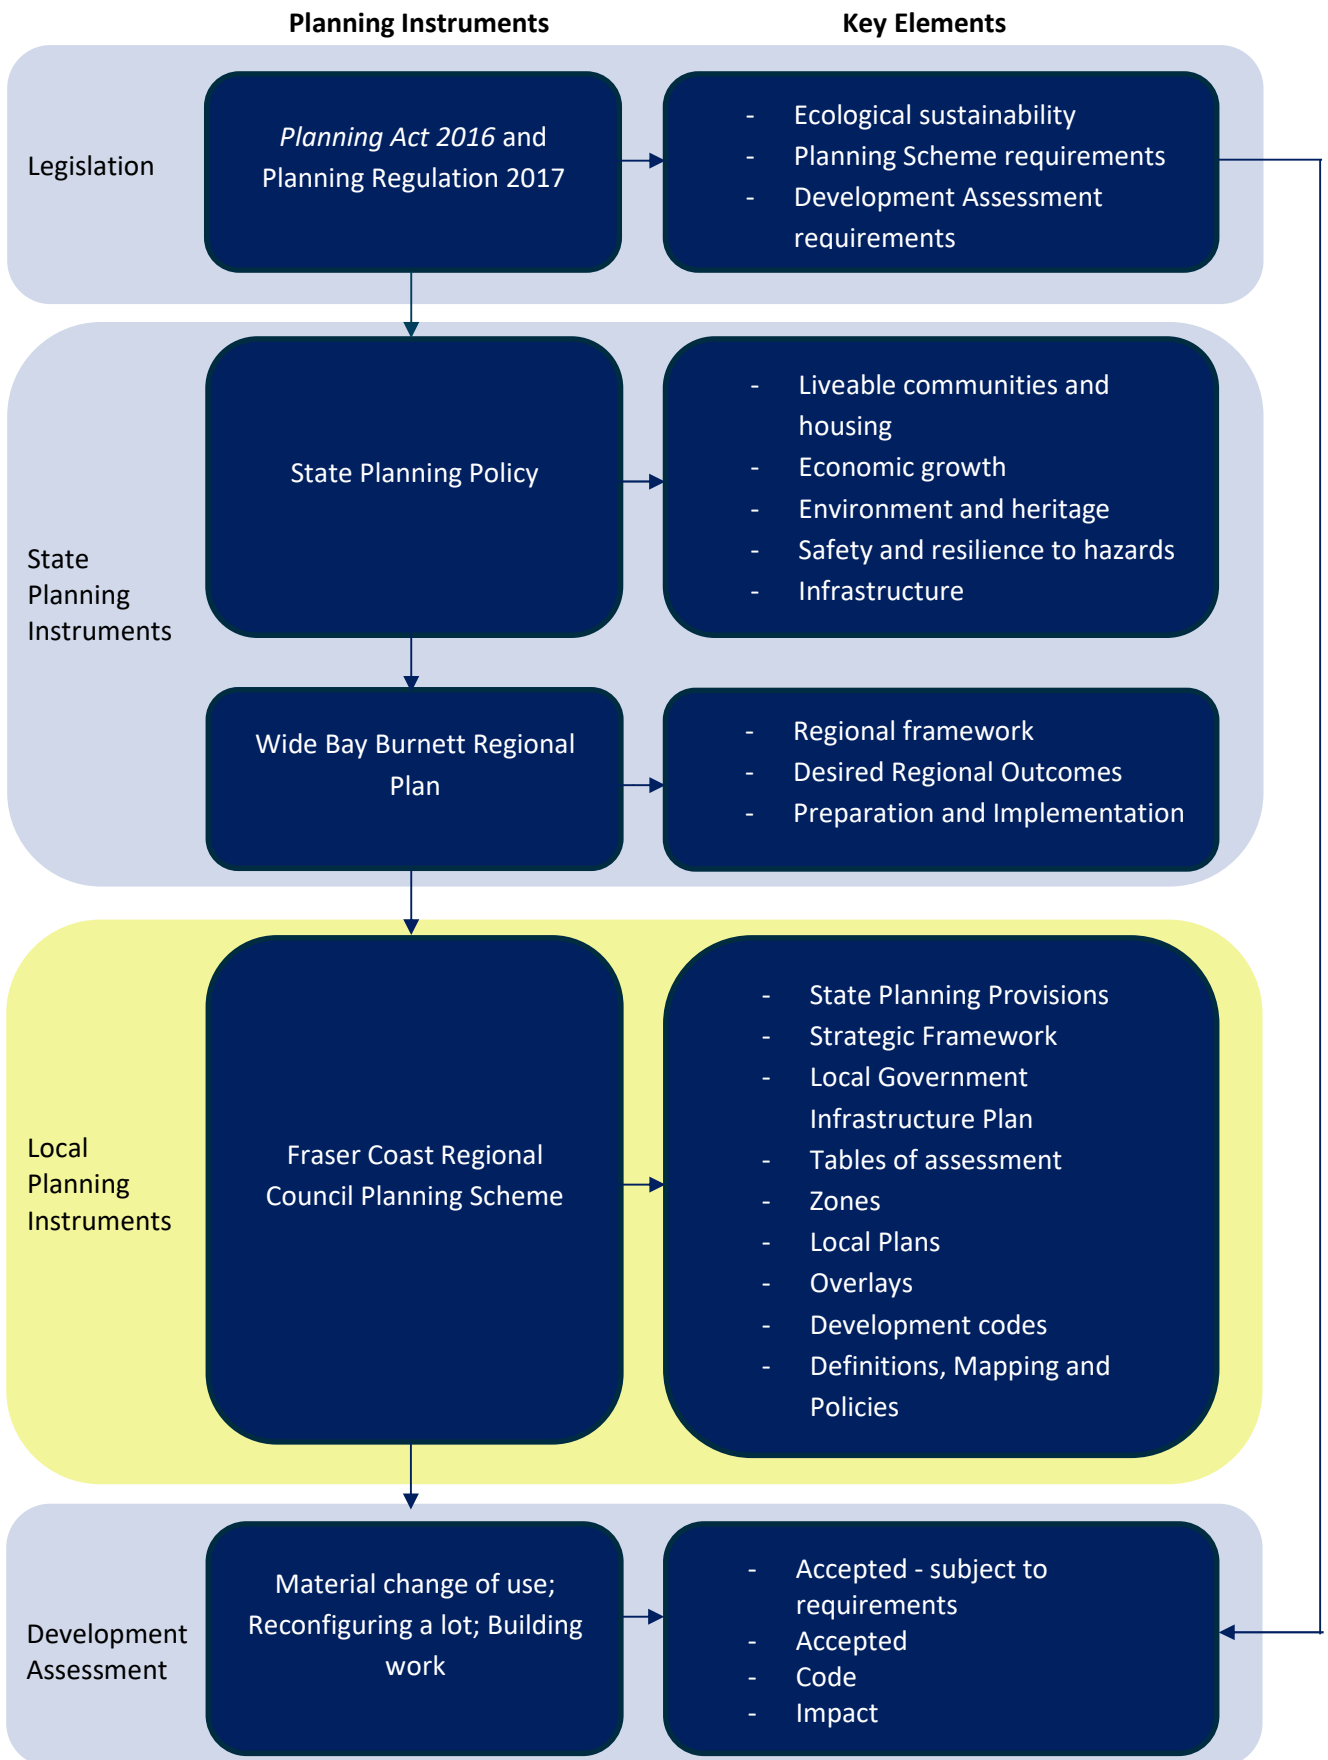 Planning Instruments
Key Elements
Legislation
Planning Act 2016 and
Planning Regulation 2017
- Ecological sustainability
- Planning Scheme requirements
- Development Assessment
requirements
State
Planning
Instruments
State Planning Policy
- Liveable communities and
housing
- Economic growth
- Environment and heritage
- Safety and resilience to hazards
- Infrastructure
Wide Bay Burnett Regional
Plan
- Regional framework
- Desired Regional Outcomes
- Preparation and Implementation
Local
Planning
Instruments
Fraser Coast Regional
Council Planning Scheme
- State Planning Provisions
- Strategic Framework
- Local Government
Infrastructure Plan
- Tables of assessment
- Zones
- Local Plans
- Overlays
- Development codes
- Definitions, Mapping and
Policies
Development
Assessment
Material change of use;
Reconfiguring a lot; Building
work
- Accepted - subject to
requirements
- Accepted
- Code
- Impact